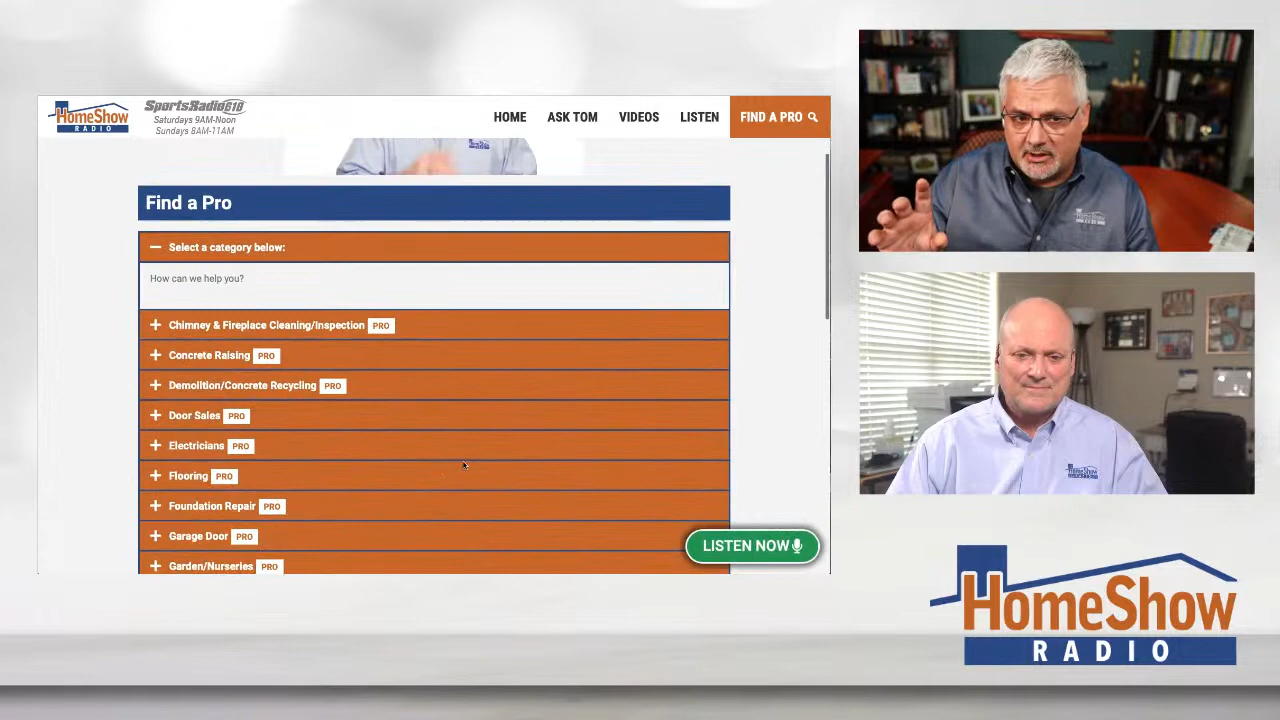 HomeShow
RADIO
SportsRadio610
Saturdays 9AM-Noon
Sundays 8AM-11AM
HOME
ASK TOM
VIDEOS
LISTEN
FIND A PRO
Find a Pro
Select a category below:
How can we help you?
Chimney & Fireplace Cleaning/Inspection PRO
Concrete Raising PRO
Demolition/Concrete Recycling PRO
Door Sales PRO
Electricians PRO
Flooring PRO
Foundation Repair PRO
Garage Door PRO
Garden/Nurseries PRO
LISTEN NOW
HomeShow
RADIO